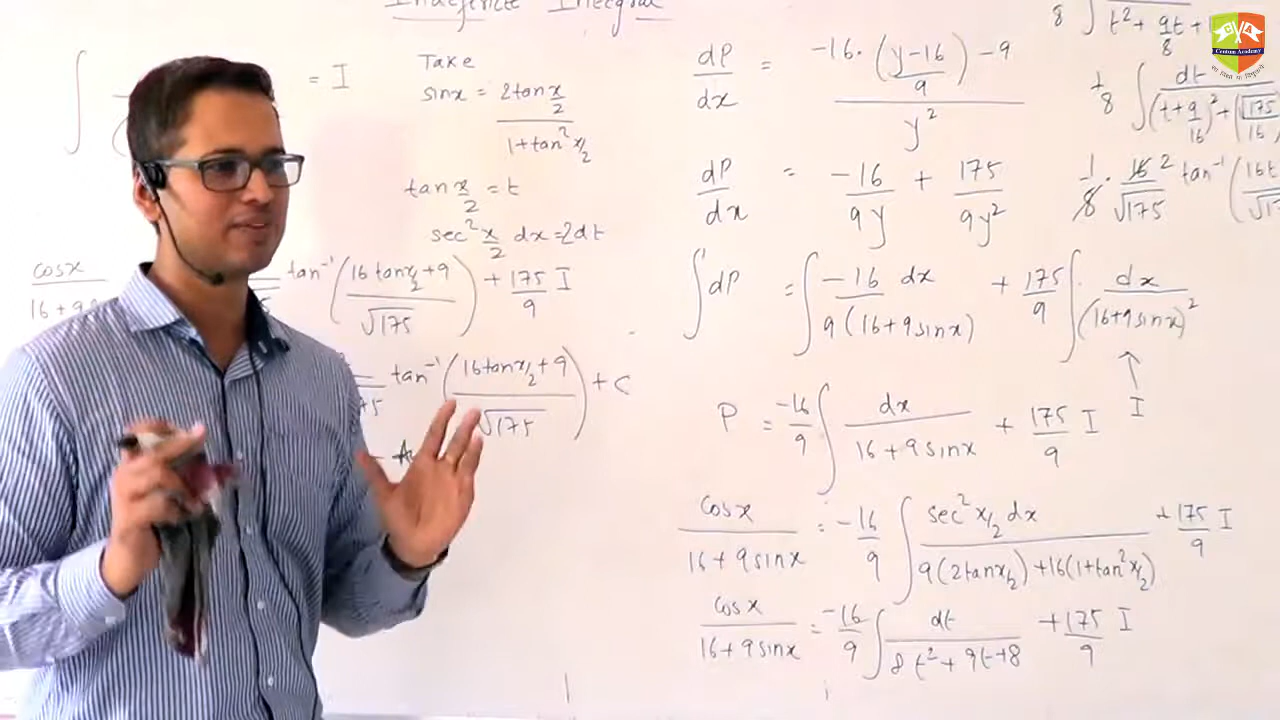 Indefinite Integral
∫ = I
Take
sinx = 2tan x/2 / 1+tan² x/2
tan x/2 = t
sec² x/2 dx = 2dt
cosx / 16+9 tan⁻¹ (16 tan x/2 + 9 / √175) + 175/9 I
tan⁻¹ (16 tan x/2 + 9 / √175) + c
dP/dx = -16 · (y-16 / 9) - 9 / y²
dP/dx = -16/9y + 175/9y²
∫dP = ∫ -16 dx / 9(16+9sinx) + 175/9 ∫ dx / (16+9sinx)²
I
P = -16/9 ∫ dx / 16+9sinx + 175/9 I
cosx / 16+9sinx = -16/9 ∫ sec² x/2 dx / 9(2tan x/2) + 16(1+tan² x/2) + 175/9 I
cosx / 16+9sinx = -16/9 ∫ dt / 8t² + 9t+8 + 175/9 I
8 ∫ t² + 9t/8 +
1/8 ∫ dt / (t + 9/16)² + (√175/16
1/8 · 16 2 / √175 tan⁻¹ (16t
C A
Centum Academy